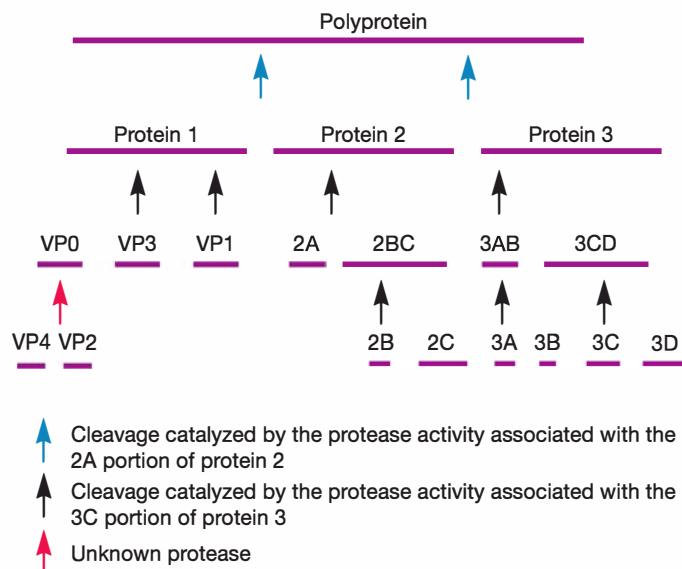 Polyprotein
Protein 1 Protein 2 Protein 3
VP0 VP3 VP1 2A 2BC 3AB 3CD
VP4 VP2 2B 2C 3A 3B 3C 3D
Cleavage catalyzed by the protease activity associated with the
2A portion of protein 2
Cleavage catalyzed by the protease activity associated with the
3C portion of protein 3
Unknown protease